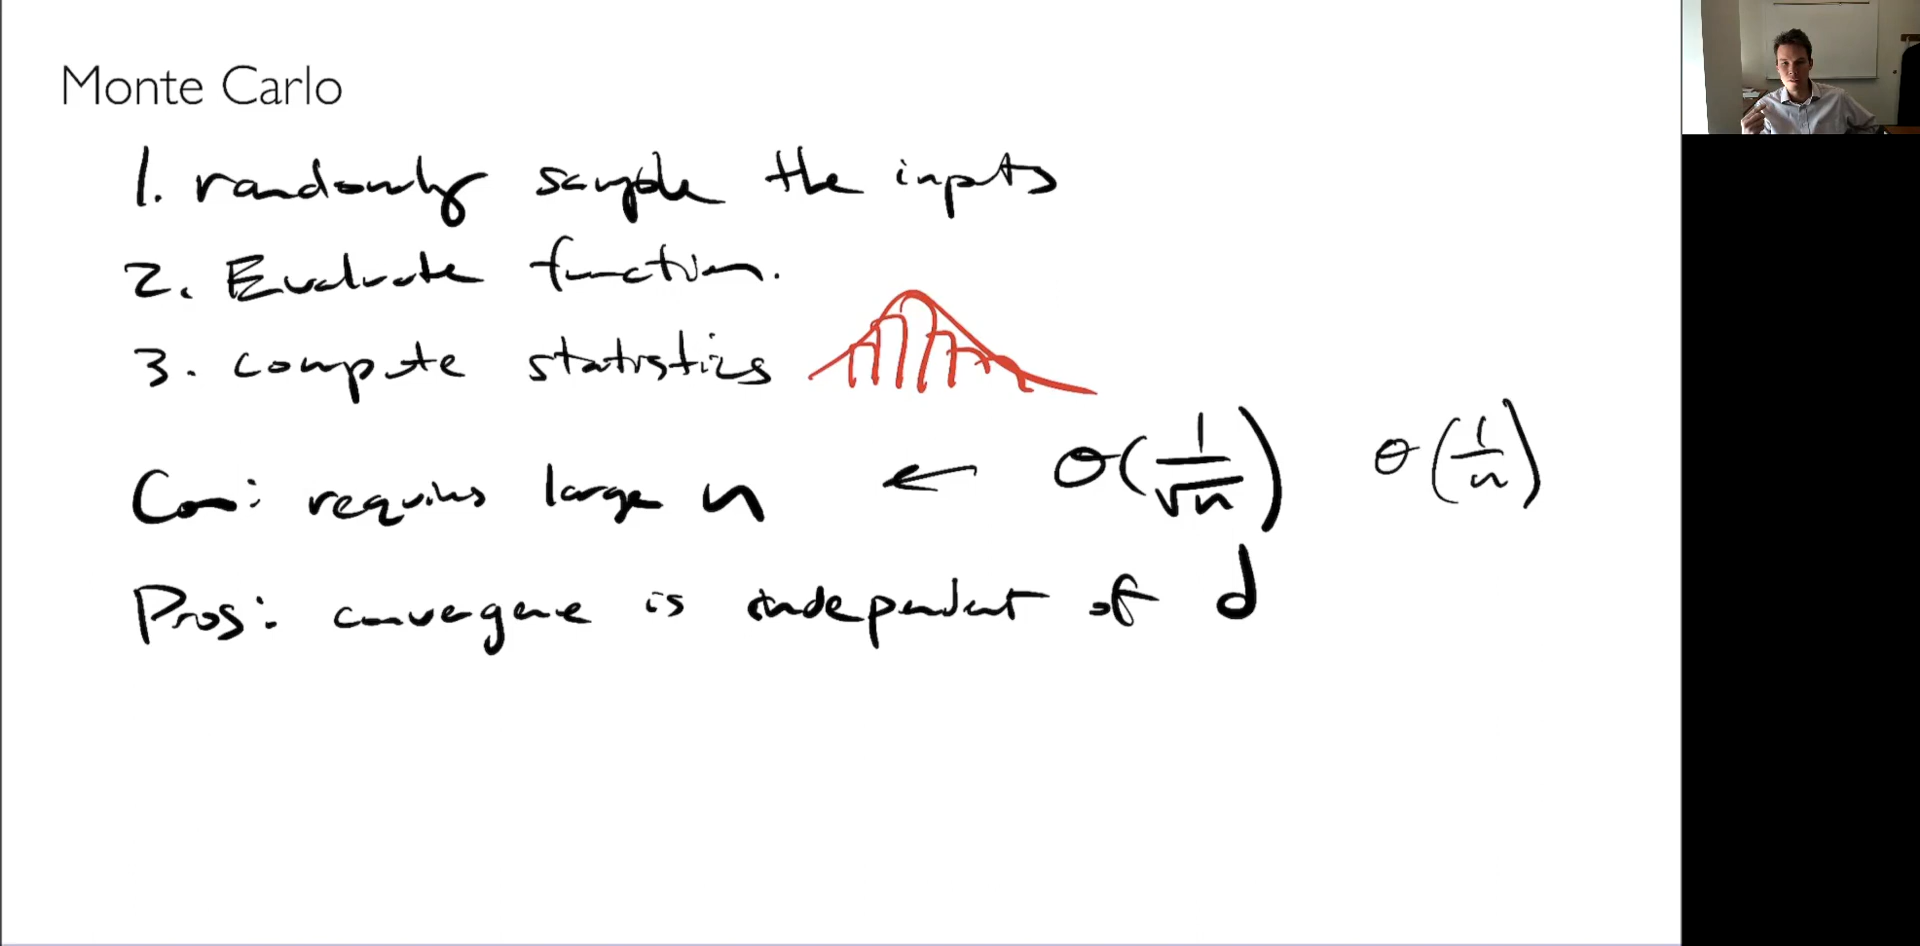 Monte Carlo
1. randomly sample the inputs
2. Evaluate function.
3. compute statistics
Con: requires large n ← O(1/√n) O(1/n)
Pros: convergence is independent of d